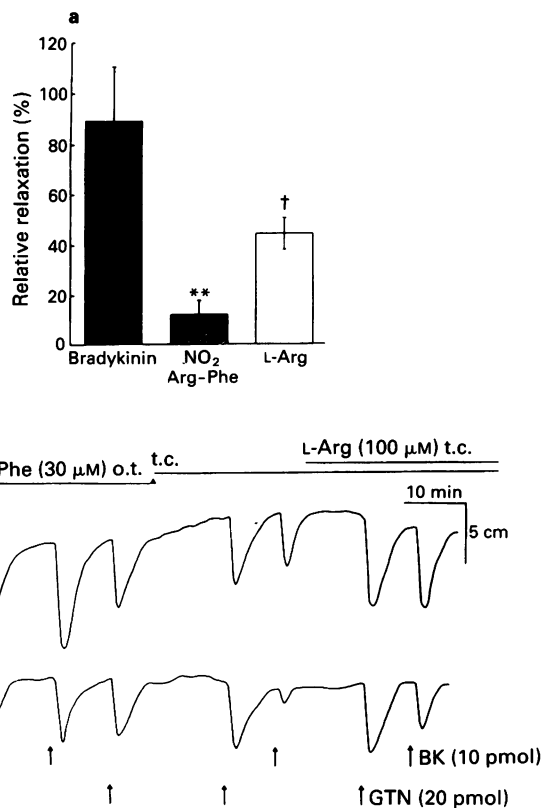 a
120
100
80
60
40
20
0
Relative relaxation (%)
**
†
Bradykinin
NO2
Arg-Phe
L-Arg
L-Arg (100 μM) t.c.
Phe (30 μM) o.t. t.c.
10 min
5 cm
BK (10 pmol)
GTN (20 pmol)